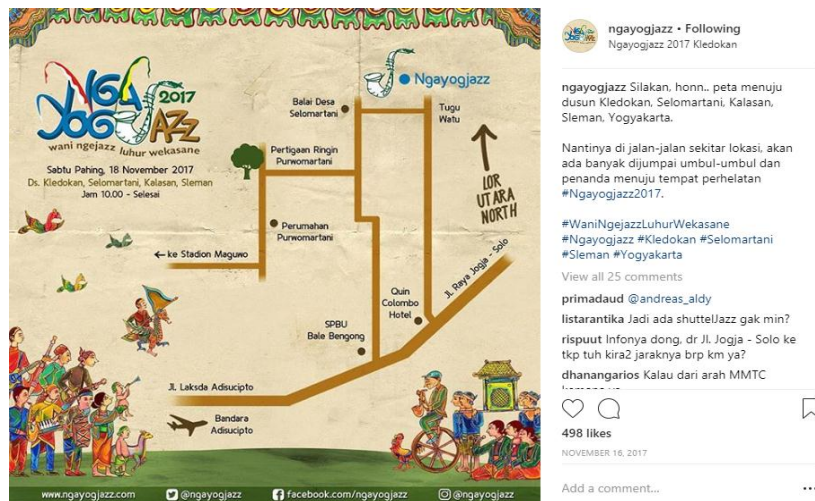 NGA
YOG JAZZ
2017
wani ngejazz luhur wekasane
Sabtu Pahing, 18 November 2017
Ds. Kledokan, Selomartani, Kalasan, Sleman
Jam 10.00 - Selesai
Ngayogjazz
Balai Desa
Selomartani
Tugu
Watu
Pertigaan Ringin
Purwomartani
LOR
UTARA
NORTH
Perumahan
Purwomartani
ke Stadion Maguwo
Jl. Raya Jogja - Solo
Quin
Colombo
Hotel
SPBU
Bale Bengong
Jl. Laksda Adisucipto
Bandara
Adisucipto
www.ngayogjazz.com
@ngayogjazz
facebook.com/ngayogjazz
@ngayogjazz
ngayogjazz • Following
Ngayogjazz 2017 Kledokan
ngayogjazz Silakan, honn.. peta menuju
dusun Kledokan, Selomartani, Kalasan,
Sleman, Yogyakarta.
Nantinya di jalan-jalan sekitar lokasi, akan
ada banyak dijumpai umbul-umbul dan
penanda menuju tempat perhelatan
#Ngayogjazz2017.
#WaniNgejazzLuhurWekasane
#Ngayogjazz #Kledokan #Selomartani
#Sleman #Yogyakarta
View all 25 comments
primadaud @andreas_aldy
listarantika Jadi ada shuttelJazz gak min?
rispuut Infonya dong, dr Jl. Jogja - Solo ke
tkp tuh kira2 jaraknya brp km ya?
dhanangarios Kalau dari arah MMTC
498 likes
NOVEMBER 16, 2017
Add a comment...